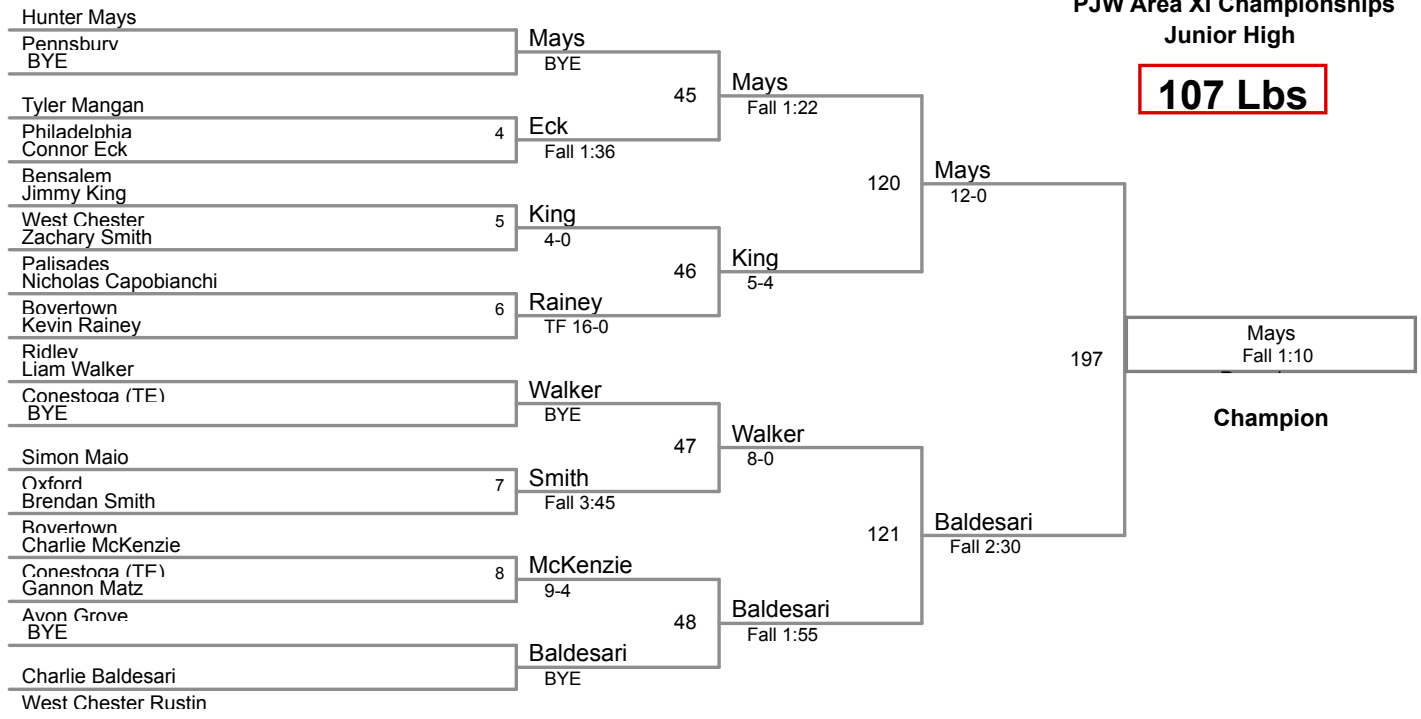 PJW Area XI Championships
Junior High
107 Lbs
Hunter Mays
Pennsbury
BYE
Tyler Mangan
Philadelphia
Connor Eck
Bensalem
Jimmy King
West Chester
Zachary Smith
Palisades
Nicholas Capobianchi
Boyertown
Kevin Rainey
Ridley
Liam Walker
Conestoga (TE)
BYE
Simon Maio
Oxford
Brendan Smith
Boyertown
Charlie McKenzie
Conestoga (TE)
Gannon Matz
Avon Grove
BYE
Charlie Baldesari
West Chester Rustin
4
5
6
7
8
Mays
BYE
Eck
Fall 1:36
King
4-0
Rainey
TF 16-0
Walker
BYE
Smith
Fall 3:45
McKenzie
9-4
Baldesari
BYE
45
46
47
48
Mays
Fall 1:22
King
5-4
Walker
8-0
Baldesari
Fall 1:55
120
121
Mays
12-0
Baldesari
Fall 2:30
197
Mays
Fall 1:10
Champion